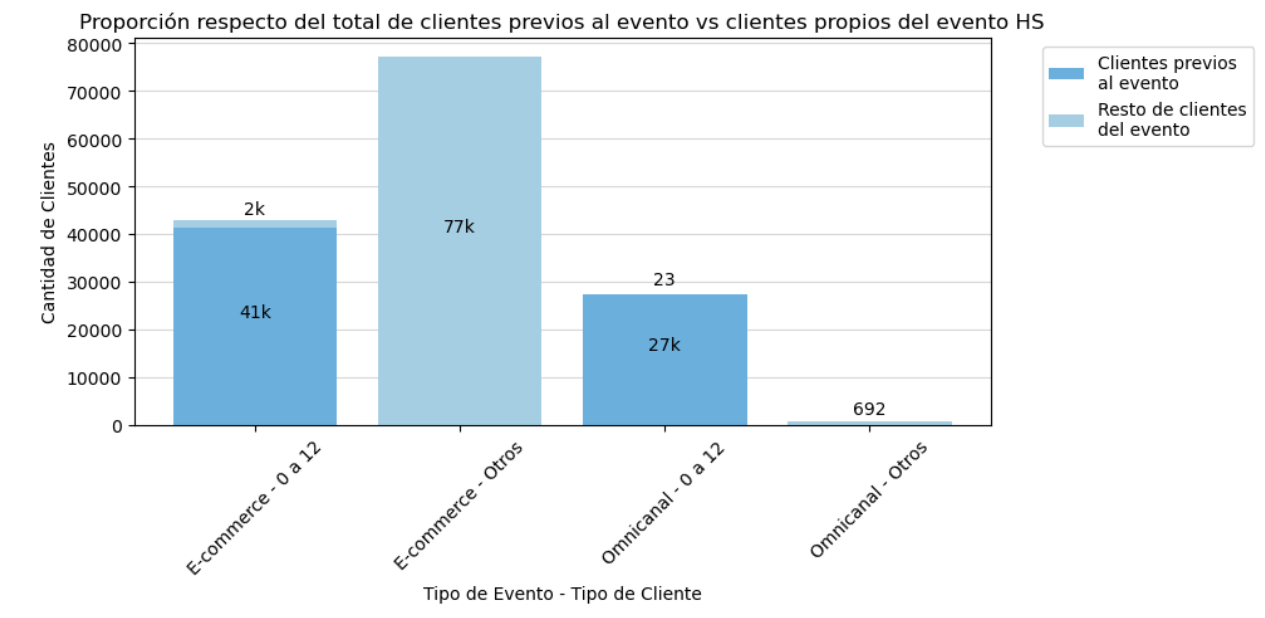 Proporción respecto del total de clientes previos al evento vs clientes propios del evento HS
Clientes previos
al evento
Resto de clientes
del evento
Cantidad de Clientes
80000
70000
60000
50000
40000
30000
20000
10000
0
2k
41k
77k
23
27k
692
E-commerce - 0 a 12
E-commerce - Otros
Omnicanal - 0 a 12
Omnicanal - Otros
Tipo de Evento - Tipo de Cliente